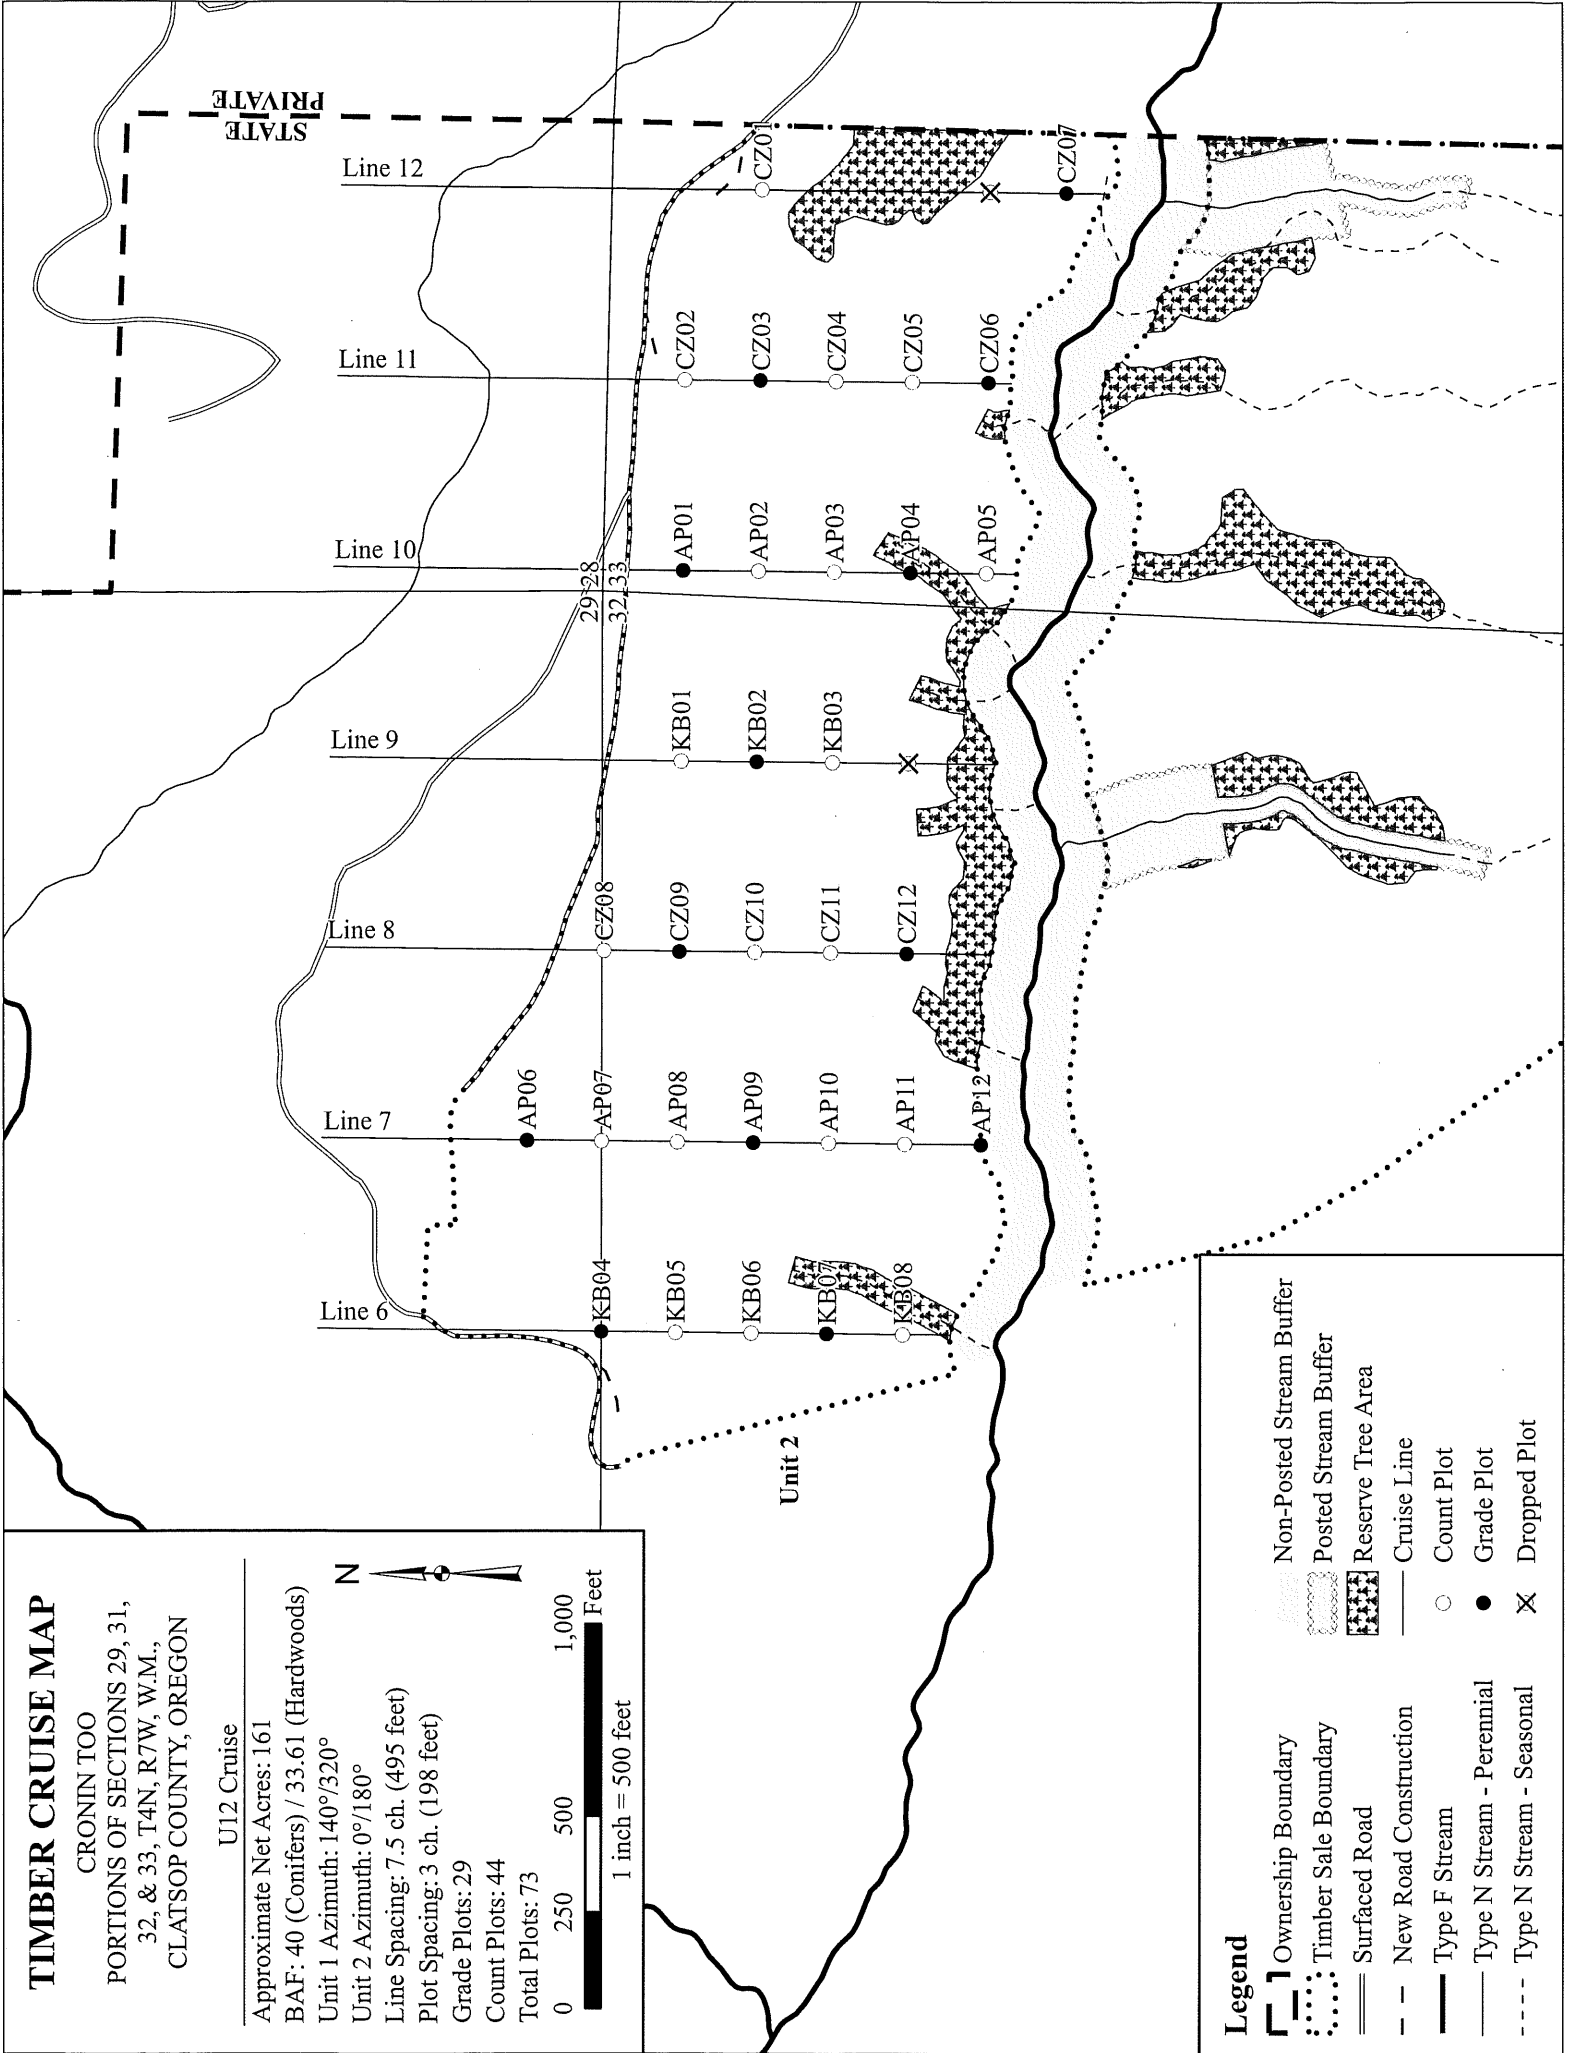 TIMBER CRUISE MAP
CRONIN TOO
PORTIONS OF SECTIONS 29, 31,
32, & 33, T4N, R7W, W.M.,
CLATSOP COUNTY, OREGON
U12 Cruise
Approximate Net Acres: 161
BAF: 40 (Conifers) / 33.61 (Hardwoods)
Unit 1 Azimuth: 140°/320°
Unit 2 Azimuth: 0°/180°
Line Spacing: 7.5 ch. (495 feet)
Plot Spacing: 3 ch. (198 feet)
Grade Plots: 29
Count Plots: 44
Total Plots: 73
N
0 250 500 1,000
Feet
1 inch = 500 feet
Line 6
KB04
KB05
KB06
KB07
KB08
Line 7
AP06
AP07
AP08
AP09
AP10
AP11
AP12
Line 8
CZ08
CZ09
CZ10
CZ11
CZ12
Line 9
KB01
KB02
KB03
Line 10
AP01
AP02
AP03
AP04
AP05
Line 11
CZ02
CZ03
CZ04
CZ05
CZ06
Line 12
CZ01
CZ07
29 28
32 33
STATE
PRIVATE
Unit 2
Legend
Ownership Boundary
Timber Sale Boundary
Surfaced Road
New Road Construction
Type F Stream
Type N Stream - Perennial
Type N Stream - Seasonal
Non-Posted Stream Buffer
Posted Stream Buffer
Reserve Tree Area
Cruise Line
Count Plot
Grade Plot
Dropped Plot